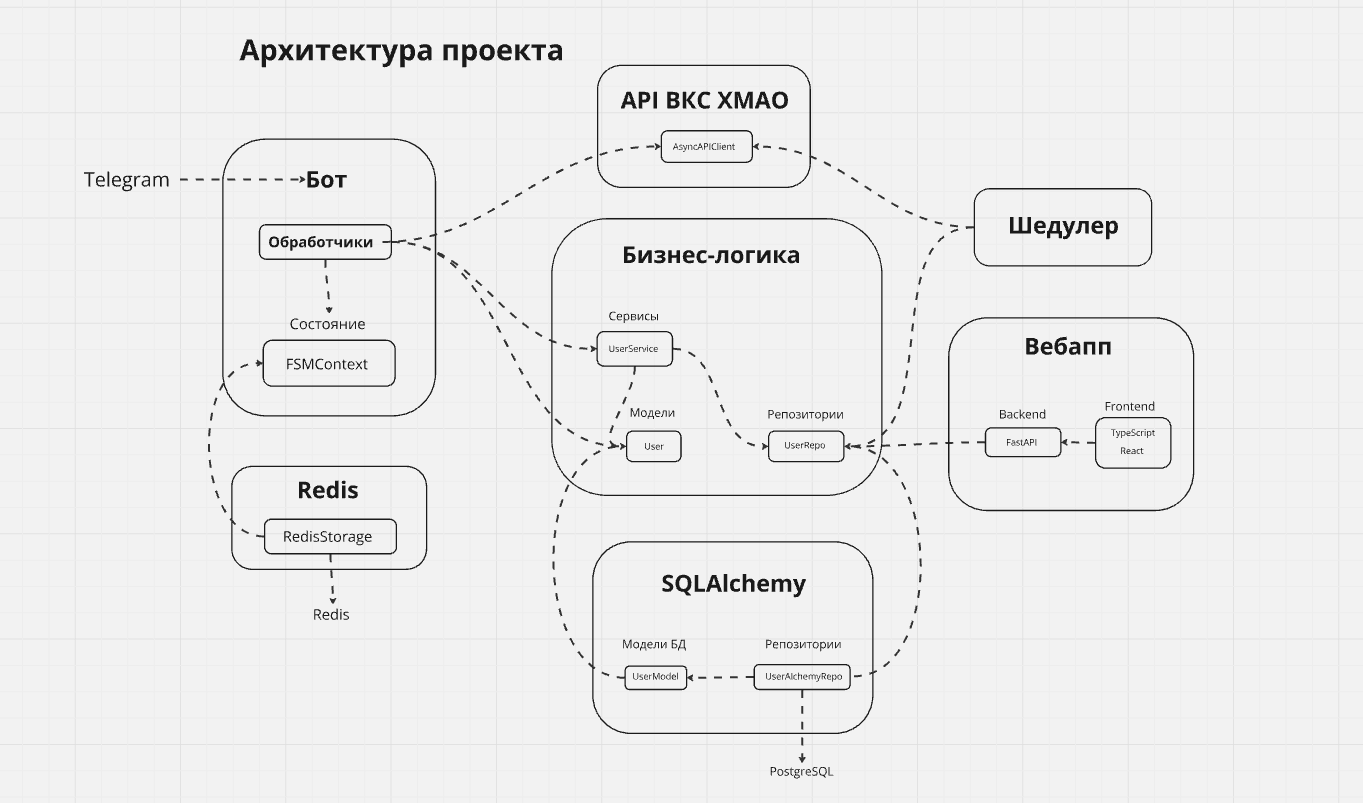 Архитектура проекта
API ВКС ХМАО
AsyncAPIClient
Telegram
Бот
Обработчики
Состояние
FSMContext
Redis
RedisStorage
Redis
Бизнес-логика
Сервисы
UserService
Модели
User
Репозитории
UserRepo
Шедулер
Вебапп
Backend
FastAPI
Frontend
TypeScript
React
SQLAlchemy
Модели БД
UserModel
Репозитории
UserAlchemyRepo
PostgreSQL